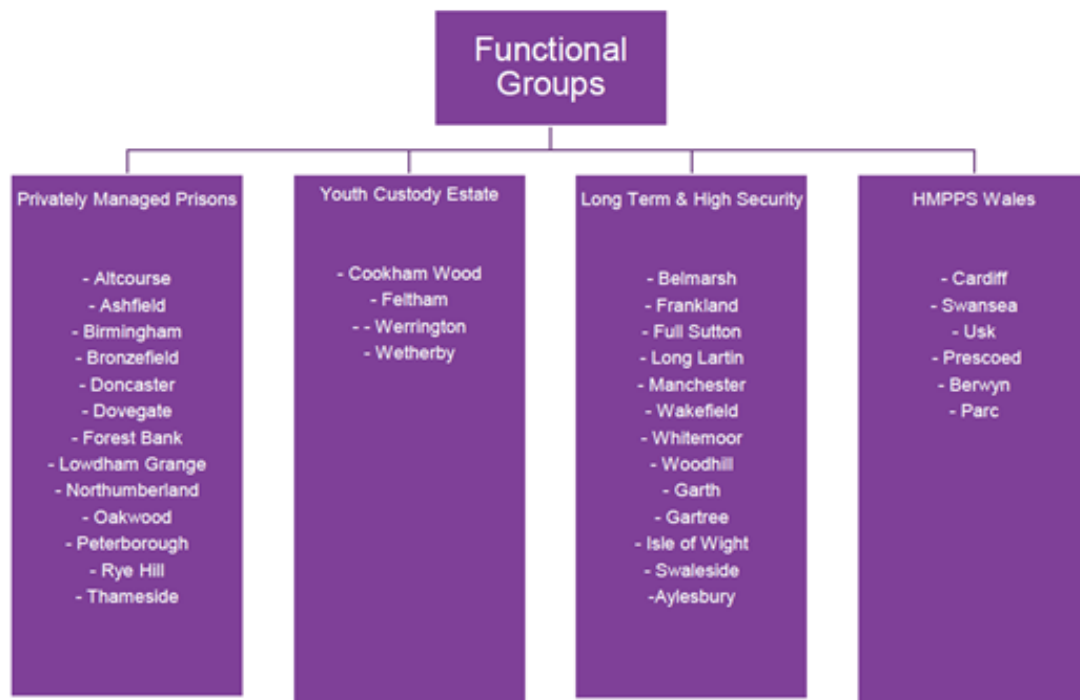 Functional
Groups
Privately Managed Prisons
- Altcourse
- Ashfield
- Birmingham
- Bronzefield
- Doncaster
- Dovegate
- Forest Bank
- Lowdham Grange
- Northumberland
- Oakwood
- Peterborough
- Rye Hill
- Thameside
Youth Custody Estate
- Cookham Wood
- Feltham
- - Werrington
- Wetherby
Long Term & High Security
- Belmarsh
- Frankland
- Full Sutton
- Long Lartin
- Manchester
- Wakefield
- Whitemoor
- Woodhill
- Garth
- Gartree
- Isle of Wight
- Swaleside
-Aylesbury
HMPPS Wales
- Cardiff
- Swansea
- Usk
- Prescoed
- Berwyn
- Parc